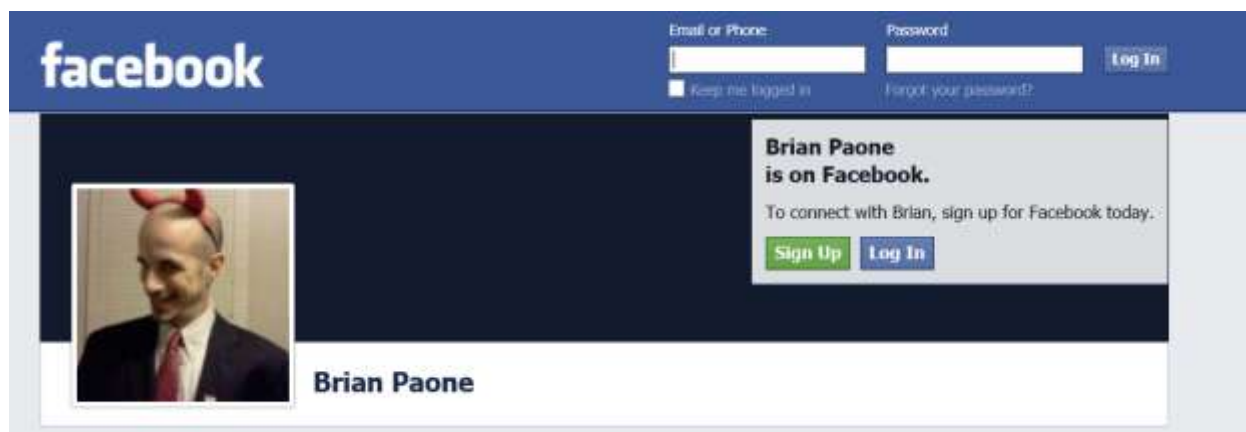 facebook
Email or Phone
Password
Log In
Keep me logged in
Forgot your password?
Brian Paone
is on Facebook.
To connect with Brian, sign up for Facebook today.
Sign Up
Log In
Brian Paone